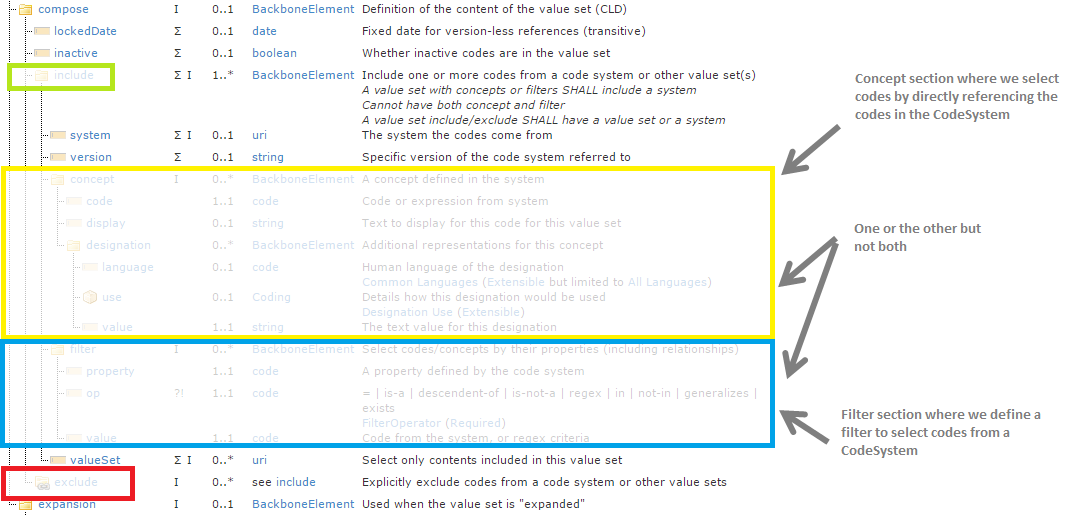 compose I 0..1 BackboneElement Definition of the content of the value set (CLD)
lockedDate Σ 0..1 date Fixed date for version-less references (transitive)
inactive Σ 0..1 boolean Whether inactive codes are in the value set
include Σ I 1..* BackboneElement Include one or more codes from a code system or other value set(s)
A value set with concepts or filters SHALL include a system
Cannot have both concept and filter
A value set include/exclude SHALL have a value set or a system
system Σ I 0..1 uri The system the codes come from
version Σ 0..1 string Specific version of the code system referred to
concept I 0..* BackboneElement A concept defined in the system
code 1..1 code Code or expression from system
display 0..1 string Text to display for this code for this value set
designation 0..* BackboneElement Additional representations for this concept
language 0..1 code Human language of the designation
Common Languages (Extensible but limited to All Languages)
use 0..1 Coding Details how this designation would be used
Designation Use (Extensible)
value 1..1 string The text value for this designation
filter I 0..* BackboneElement Select codes/concepts by their properties (including relationships)
property 1..1 code A property defined by the code system
op ?! 1..1 code = | is-a | descendent-of | is-not-a | regex | in | not-in | generalizes |
exists
FilterOperator (Required)
value 1..1 code Code from the system, or regex criteria
valueSet Σ I 0..* uri Select only contents included in this value set
exclude I 0..* see include Explicitly exclude codes from a code system or other value sets
expansion I 0..1 BackboneElement Used when the value set is "expanded"
Concept section where we select
codes by directly referencing the
codes in the CodeSystem
One or the other but
not both
Filter section where we define a
filter to select codes from a
CodeSystem